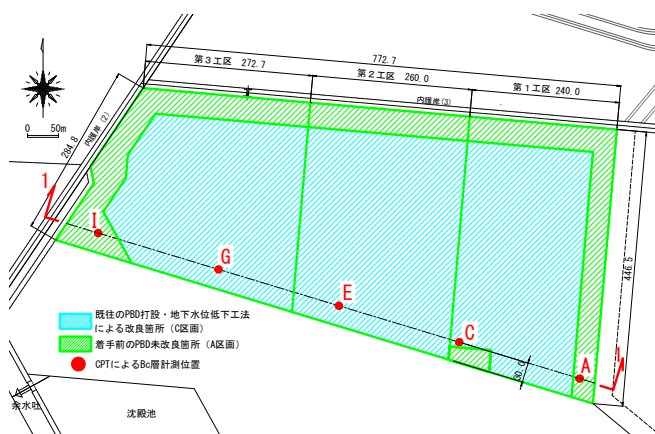 772.7
第3工区 272.7
第2工区 260.0
第1工区 240.0
内護岸(3)
0 50m
284.8
内護岸(2)
1
I
G
E
C
A
1
446.5
30.0
既往のPBD打設・地下水位低下工法
による改良箇所（C区画）
着手前のPBD未改良箇所（A区画）
CPTによるBc層計測位置
余水吐
沈殿池